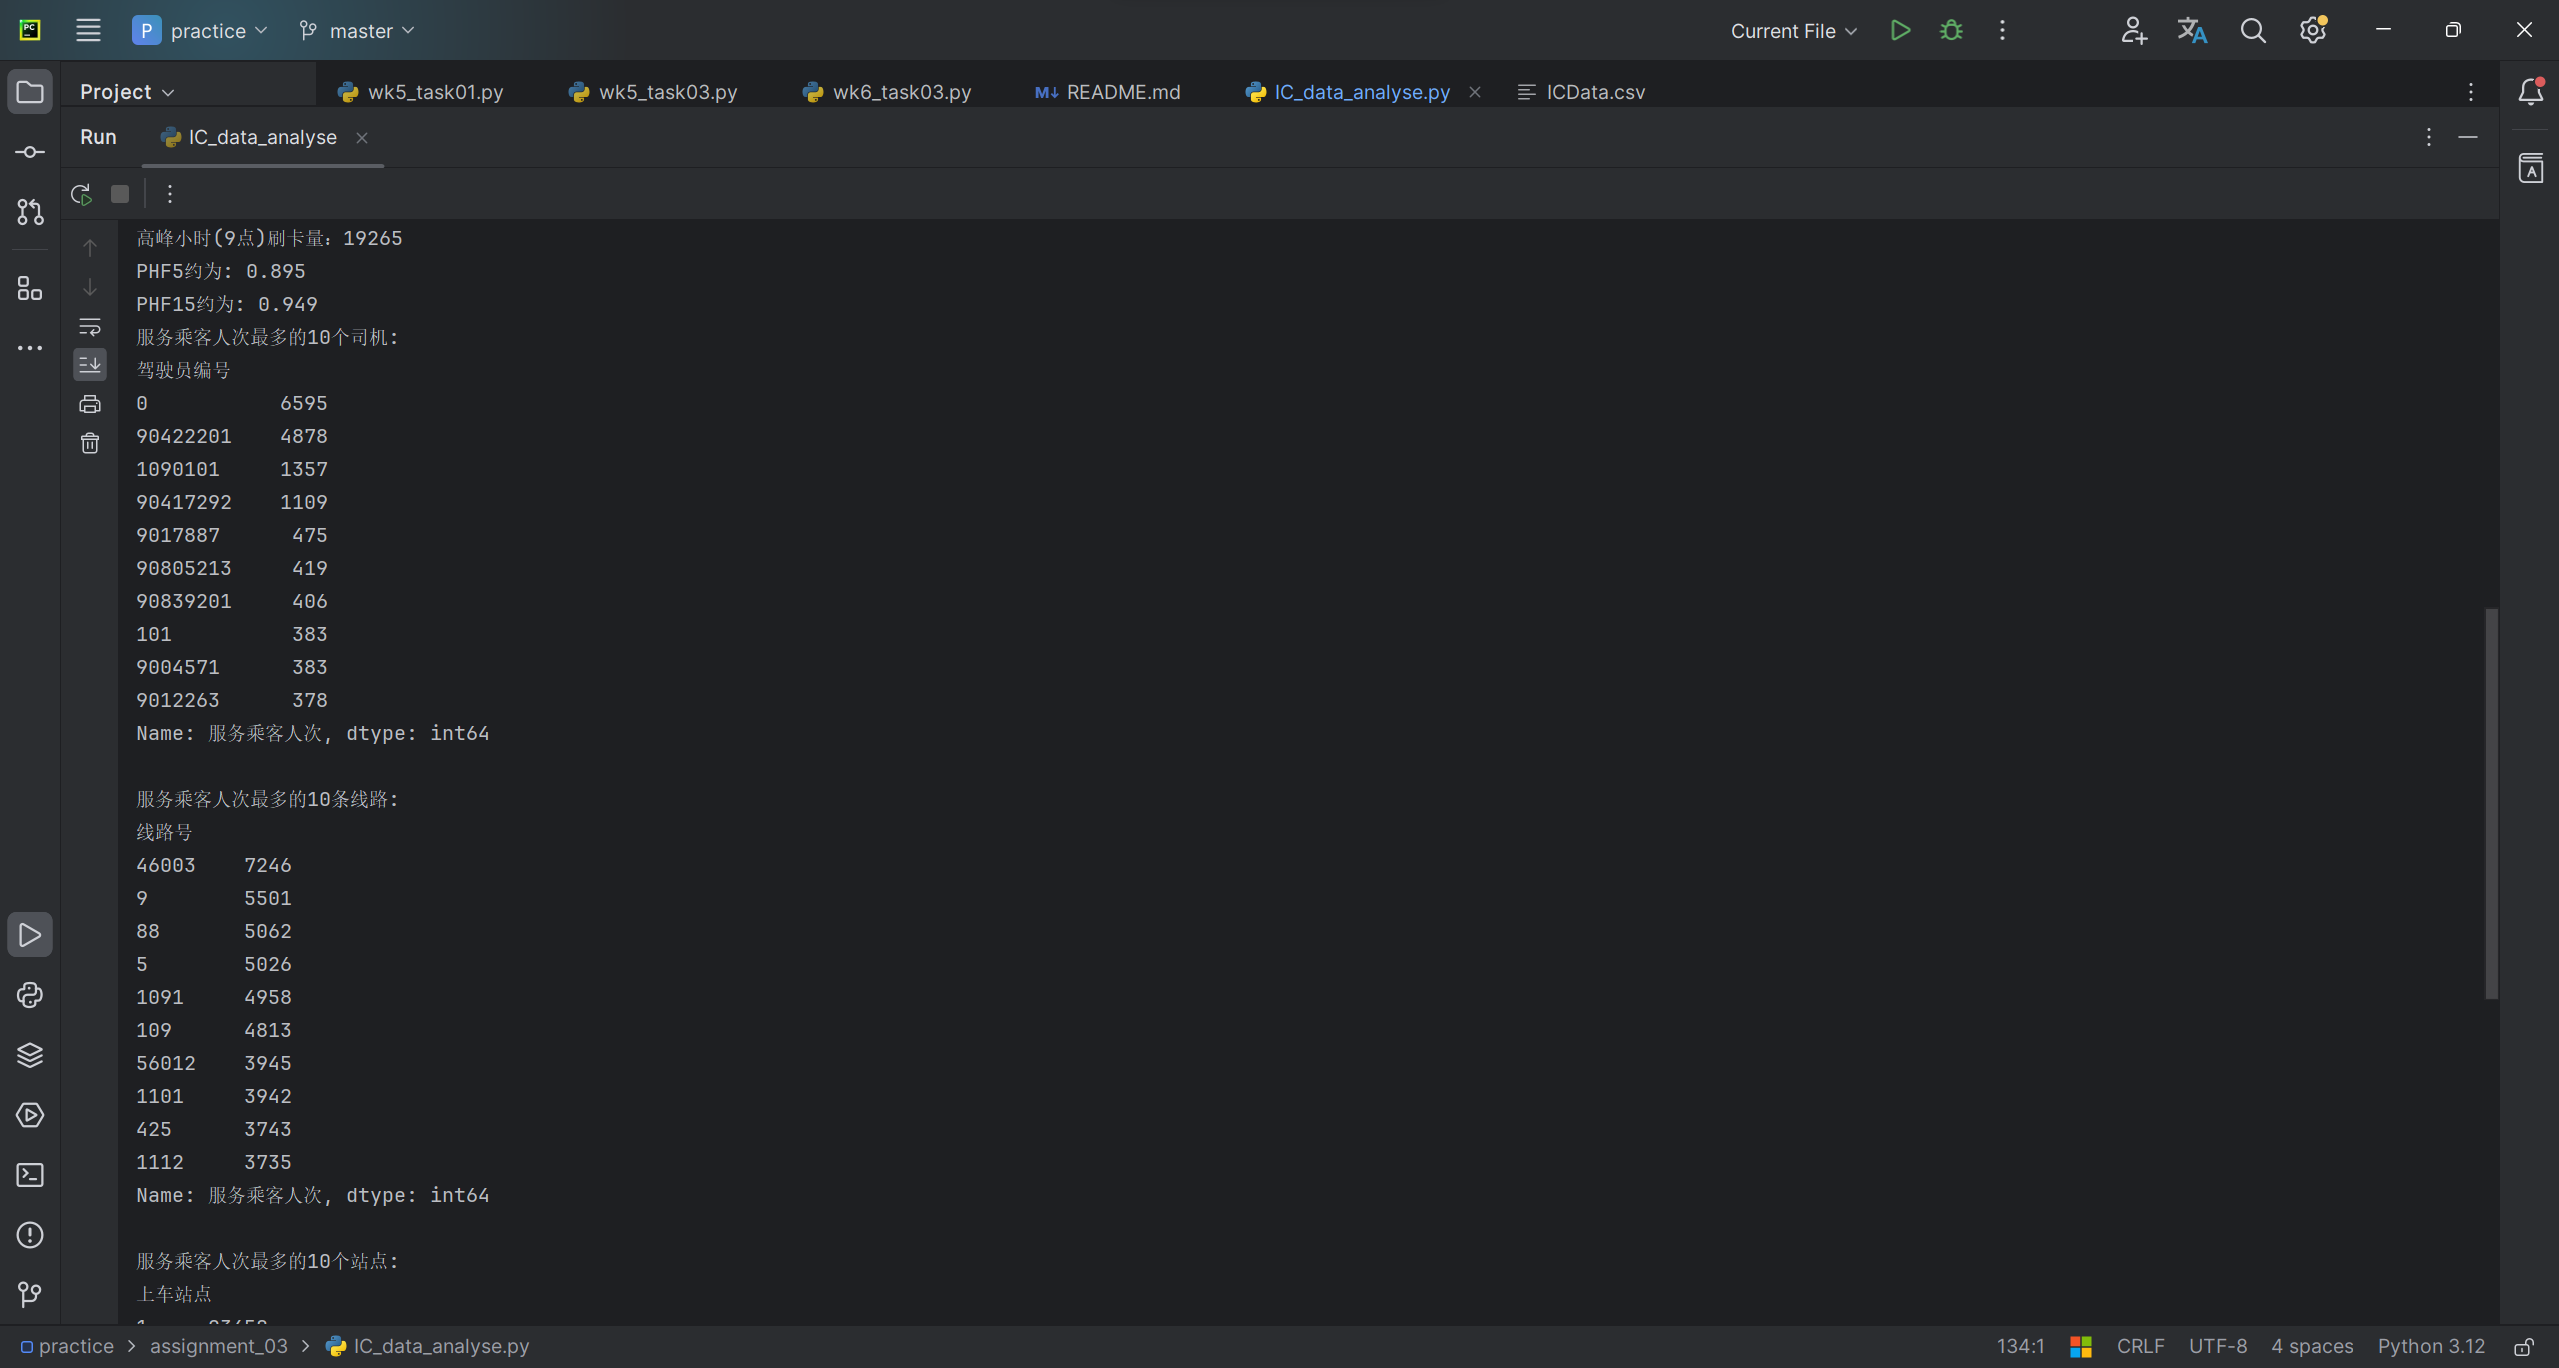 PC
P practice master Current File
Project wk5_task01.py wk5_task03.py wk6_task03.py M↓ README.md IC_data_analyse.py ICData.csv
Run IC_data_analyse
高峰小时(9点)刷卡量：19265
PHF5约为: 0.895
PHF15约为: 0.949
服务乘客人次最多的10个司机:
驾驶员编号
0 6595
90422201 4878
1090101 1357
90417292 1109
9017887 475
90805213 419
90839201 406
101 383
9004571 383
9012263 378
Name: 服务乘客人次, dtype: int64
服务乘客人次最多的10条线路:
线路号
46003 7246
9 5501
88 5062
5 5026
1091 4958
109 4813
56012 3945
1101 3942
425 3743
1112 3735
Name: 服务乘客人次, dtype: int64
服务乘客人次最多的10个站点:
上车站点
practice > assignment_03 > IC_data_analyse.py 134:1 CRLF UTF-8 4 spaces Python 3.12